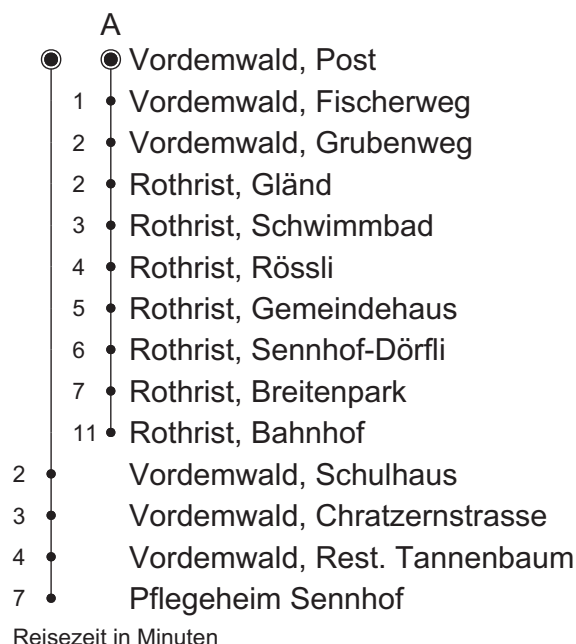 A
Vordemwald, Post
1 Vordemwald, Fischerweg
2 Vordemwald, Grubenweg
2 Rothrist, Gländ
3 Rothrist, Schwimmbad
4 Rothrist, Rössli
5 Rothrist, Gemeindehaus
6 Rothrist, Sennhof-Dörfli
7 Rothrist, Breitenpark
11 Rothrist, Bahnhof
2 Vordemwald, Schulhaus
3 Vordemwald, Chratzernstrasse
4 Vordemwald, Rest. Tannenbaum
7 Pflegeheim Sennhof
Reisezeit in Minuten